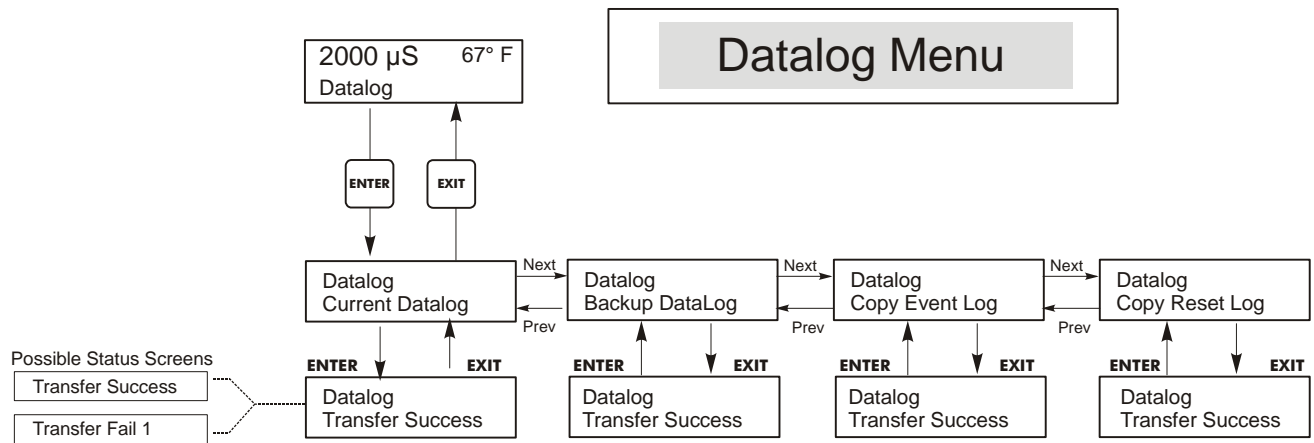 Datalog Menu
2000 µS 67° F
Datalog
ENTER EXIT
Datalog
Current Datalog
Next
Prev
Datalog
Backup DataLog
Next
Prev
Datalog
Copy Event Log
Next
Prev
Datalog
Copy Reset Log
Possible Status Screens
Transfer Success
Transfer Fail 1
ENTER EXIT
Datalog
Transfer Success
ENTER EXIT
Datalog
Transfer Success
ENTER EXIT
Datalog
Transfer Success
ENTER EXIT
Datalog
Transfer Success